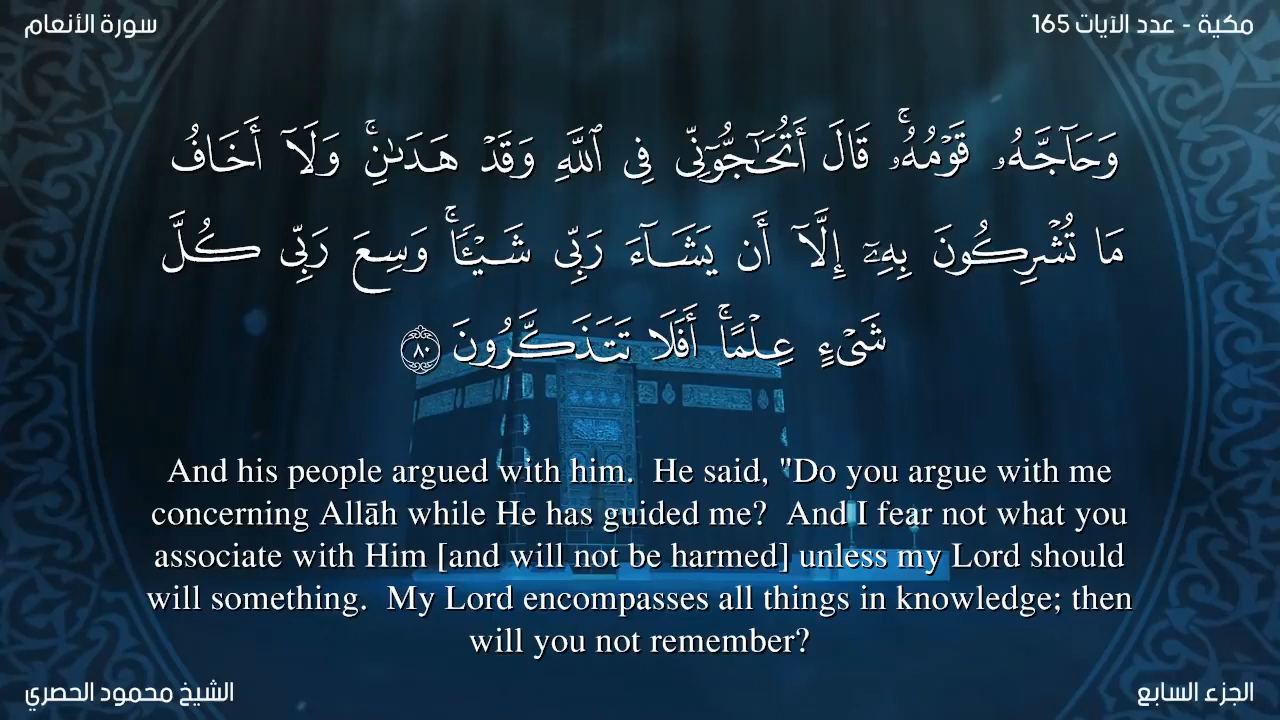 سورة الأنعام
مكية - عدد الآيات 165
وَحَآجَّهُۥ قَوْمُهُۥۚ قَالَ أَتُحَـٰٓجُّوٓنِّى فِى ٱللَّهِ وَقَدْ هَدَىٰنِۚ وَلَآ أَخَافُ
مَا تُشْرِكُونَ بِهِۦٓ إِلَّآ أَن يَشَآءَ رَبِّى شَيْـًٔاۗ وَسِعَ رَبِّى كُلَّ
شَىْءٍ عِلْمًاۗ أَفَلَا تَتَذَكَّرُونَ ٨٠
And his people argued with him.  He said, "Do you argue with me
concerning Allāh while He has guided me?  And I fear not what you
associate with Him [and will not be harmed] unless my Lord should
will something.  My Lord encompasses all things in knowledge; then
will you not remember?
الشيخ محمود الحصري
الجزء السابع